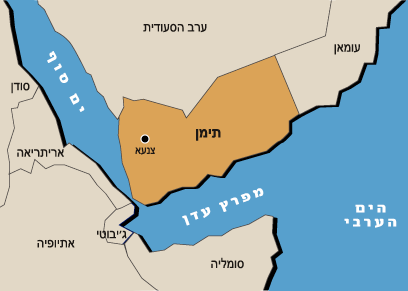 ערב הסעודית
עומאן
ים סוף
סודן
תימן
צנעא
אריתריאה
מפרץ עדן
הים
הערבי
ג'יבוטי
אתיופיה
סומליה